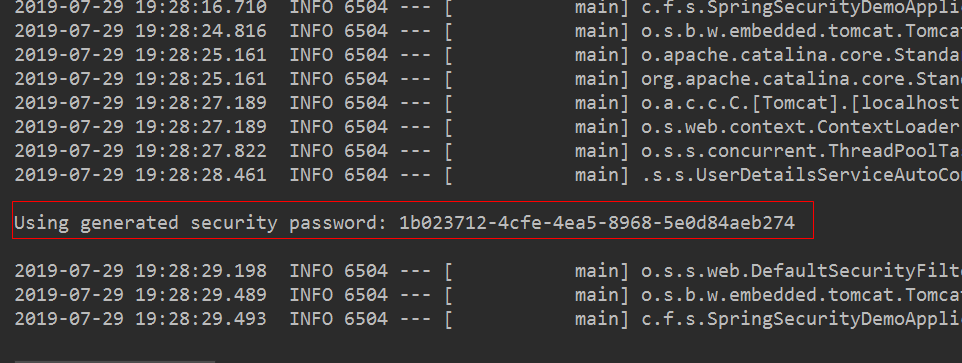 2019-07-29 19:28:16.710  INFO 6504 --- [           main] c.f.s.SpringSecurityDemoApplic
2019-07-29 19:28:24.816  INFO 6504 --- [           main] o.s.b.w.embedded.tomcat.Tomcat
2019-07-29 19:28:25.161  INFO 6504 --- [           main] o.apache.catalina.core.Standa
2019-07-29 19:28:25.161  INFO 6504 --- [           main] org.apache.catalina.core.Stan
2019-07-29 19:28:27.189  INFO 6504 --- [           main] o.a.c.c.C.[Tomcat].[localhost
2019-07-29 19:28:27.189  INFO 6504 --- [           main] o.s.web.context.ContextLoader
2019-07-29 19:28:27.822  INFO 6504 --- [           main] o.s.s.concurrent.ThreadPoolTa
2019-07-29 19:28:28.461  INFO 6504 --- [           main] .s.s.UserDetailsServiceAutoCon
Using generated security password: 1b023712-4cfe-4ea5-8968-5e0d84aeb274
2019-07-29 19:28:29.198  INFO 6504 --- [           main] o.s.s.web.DefaultSecurityFilte
2019-07-29 19:28:29.489  INFO 6504 --- [           main] o.s.b.w.embedded.tomcat.Tomcat
2019-07-29 19:28:29.493  INFO 6504 --- [           main] c.f.s.SpringSecurityDemoApplic